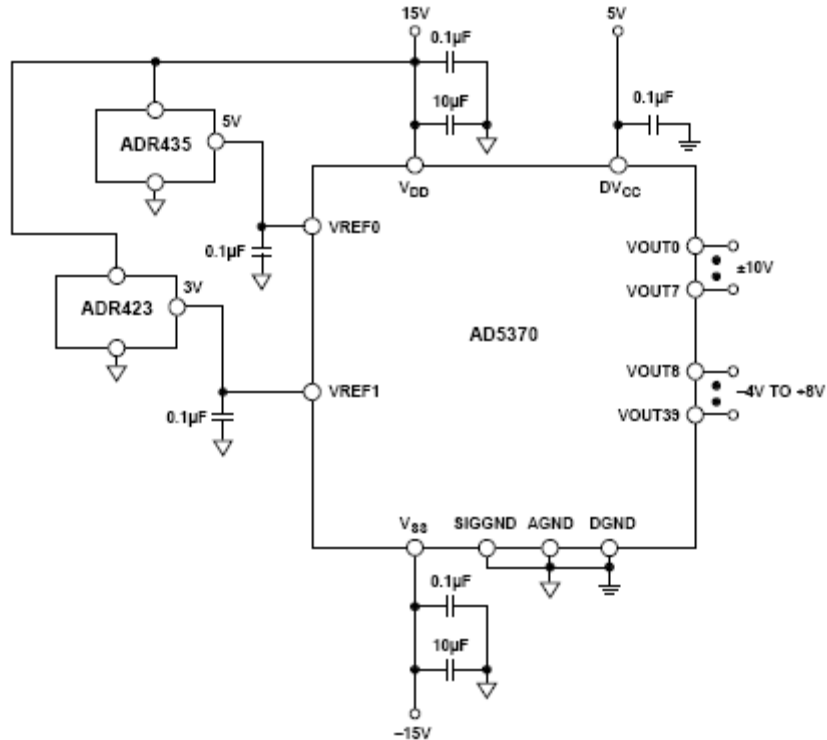 15V
5V
0.1µF
10µF
0.1µF
ADR435
5V
VDD
DVCC
VREF0
0.1µF
VOUT0
±10V
VOUT7
ADR423
3V
AD5370
VREF1
0.1µF
VOUT8
–4V TO +8V
VOUT39
VSS
SIGGND
AGND
DGND
0.1µF
10µF
–15V